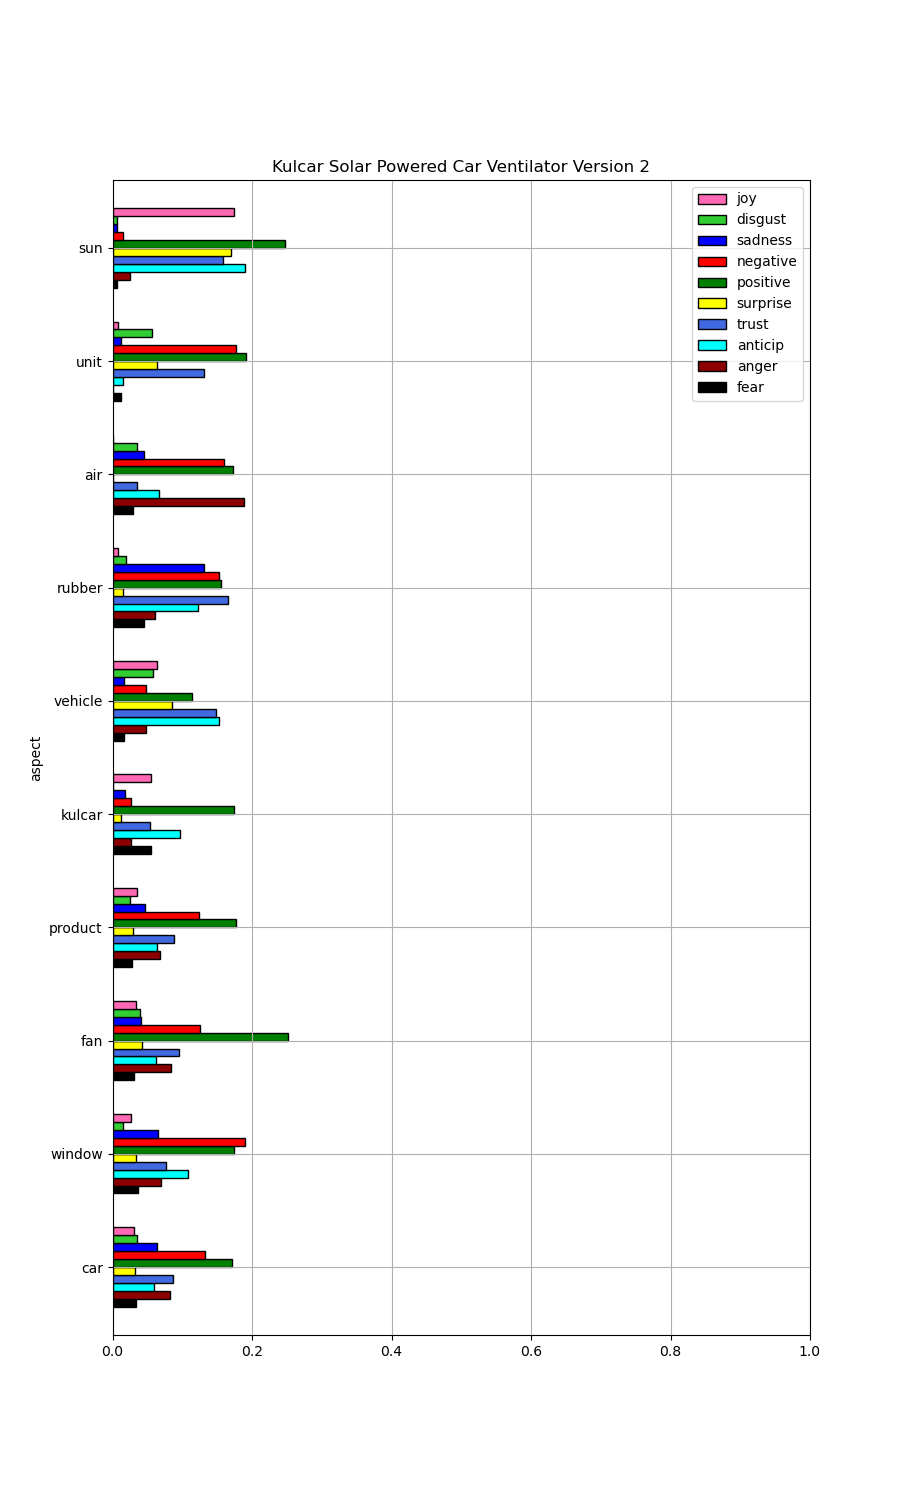 Kulcar Solar Powered Car Ventilator Version 2
joy
disgust
sadness
negative
positive
surprise
trust
anticip
anger
fear
sun
unit
air
rubber
vehicle
kulcar
product
fan
window
car
aspect
0.0 0.2 0.4 0.6 0.8 1.0